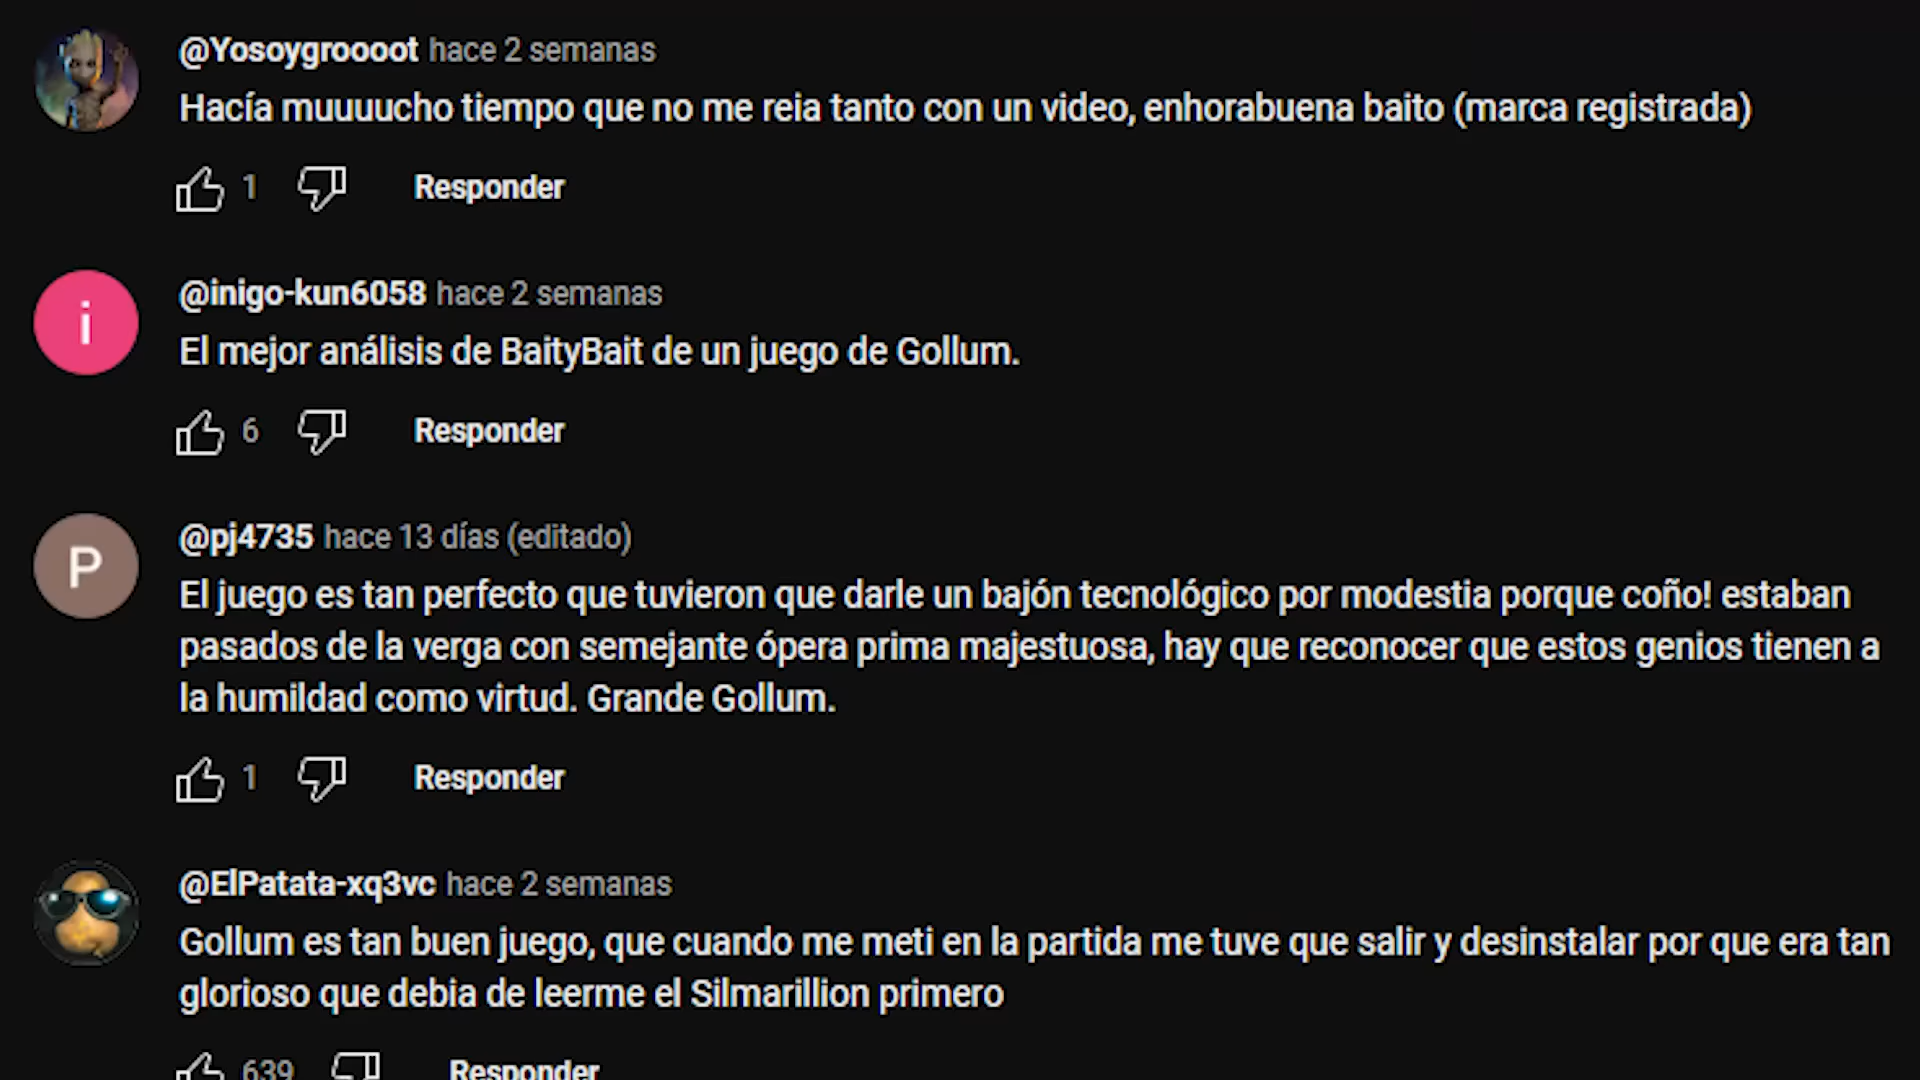 @Yosoygroooot hace 2 semanas
Hacía muuuucho tiempo que no me reia tanto con un video, enhorabuena baito (marca registrada)
1 Responder
i
@inigo-kun6058 hace 2 semanas
El mejor análisis de BaityBait de un juego de Gollum.
6 Responder
P
@pj4735 hace 13 días (editado)
El juego es tan perfecto que tuvieron que darle un bajón tecnológico por modestia porque coño! estaban
pasados de la verga con semejante ópera prima majestuosa, hay que reconocer que estos genios tienen a
la humildad como virtud. Grande Gollum.
1 Responder
@ElPatata-xq3vc hace 2 semanas
Gollum es tan buen juego, que cuando me meti en la partida me tuve que salir y desinstalar por que era tan
glorioso que debia de leerme el Silmarillion primero
639 Responder